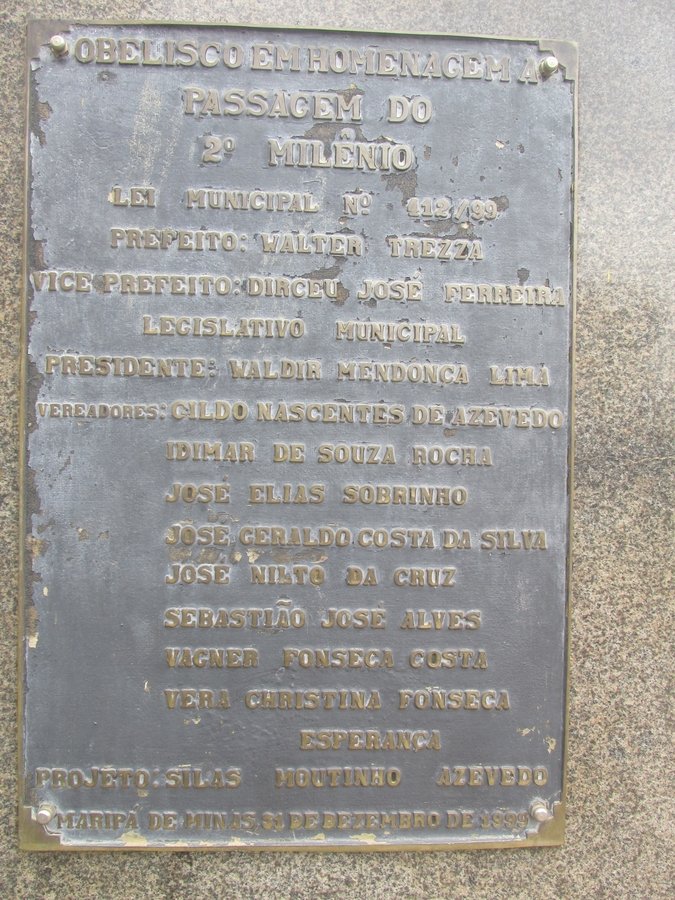 OBELISCO EM HOMENAGEM A
PASSAGEM DO
2º MILÊNIO
LEI MUNICIPAL Nº 412/99
PREFEITO: WALTER TREZZA
VICE PREFEITO: DIRCEU JOSÉ FERREIRA
LEGISLATIVO MUNICIPAL
PRESIDENTE: WALDIR MENDONÇA LIMA
VEREADORES: GILDO NASCENTES DE AZEVEDO
IDIMAR DE SOUZA ROCHA
JOSÉ ELIAS SOBRINHO
JOSÉ GERALDO COSTA DA SILVA
JOSÉ NILTO DA CRUZ
SEBASTIÃO JOSÉ ALVES
VAGNER FONSECA COSTA
VERA CHRISTINA FONSECA
ESPERANÇA
PROJETO: SILAS MOUTINHO AZEVEDO
MARIPÁ DE MINAS, 31 DE DEZEMBRO DE 1999